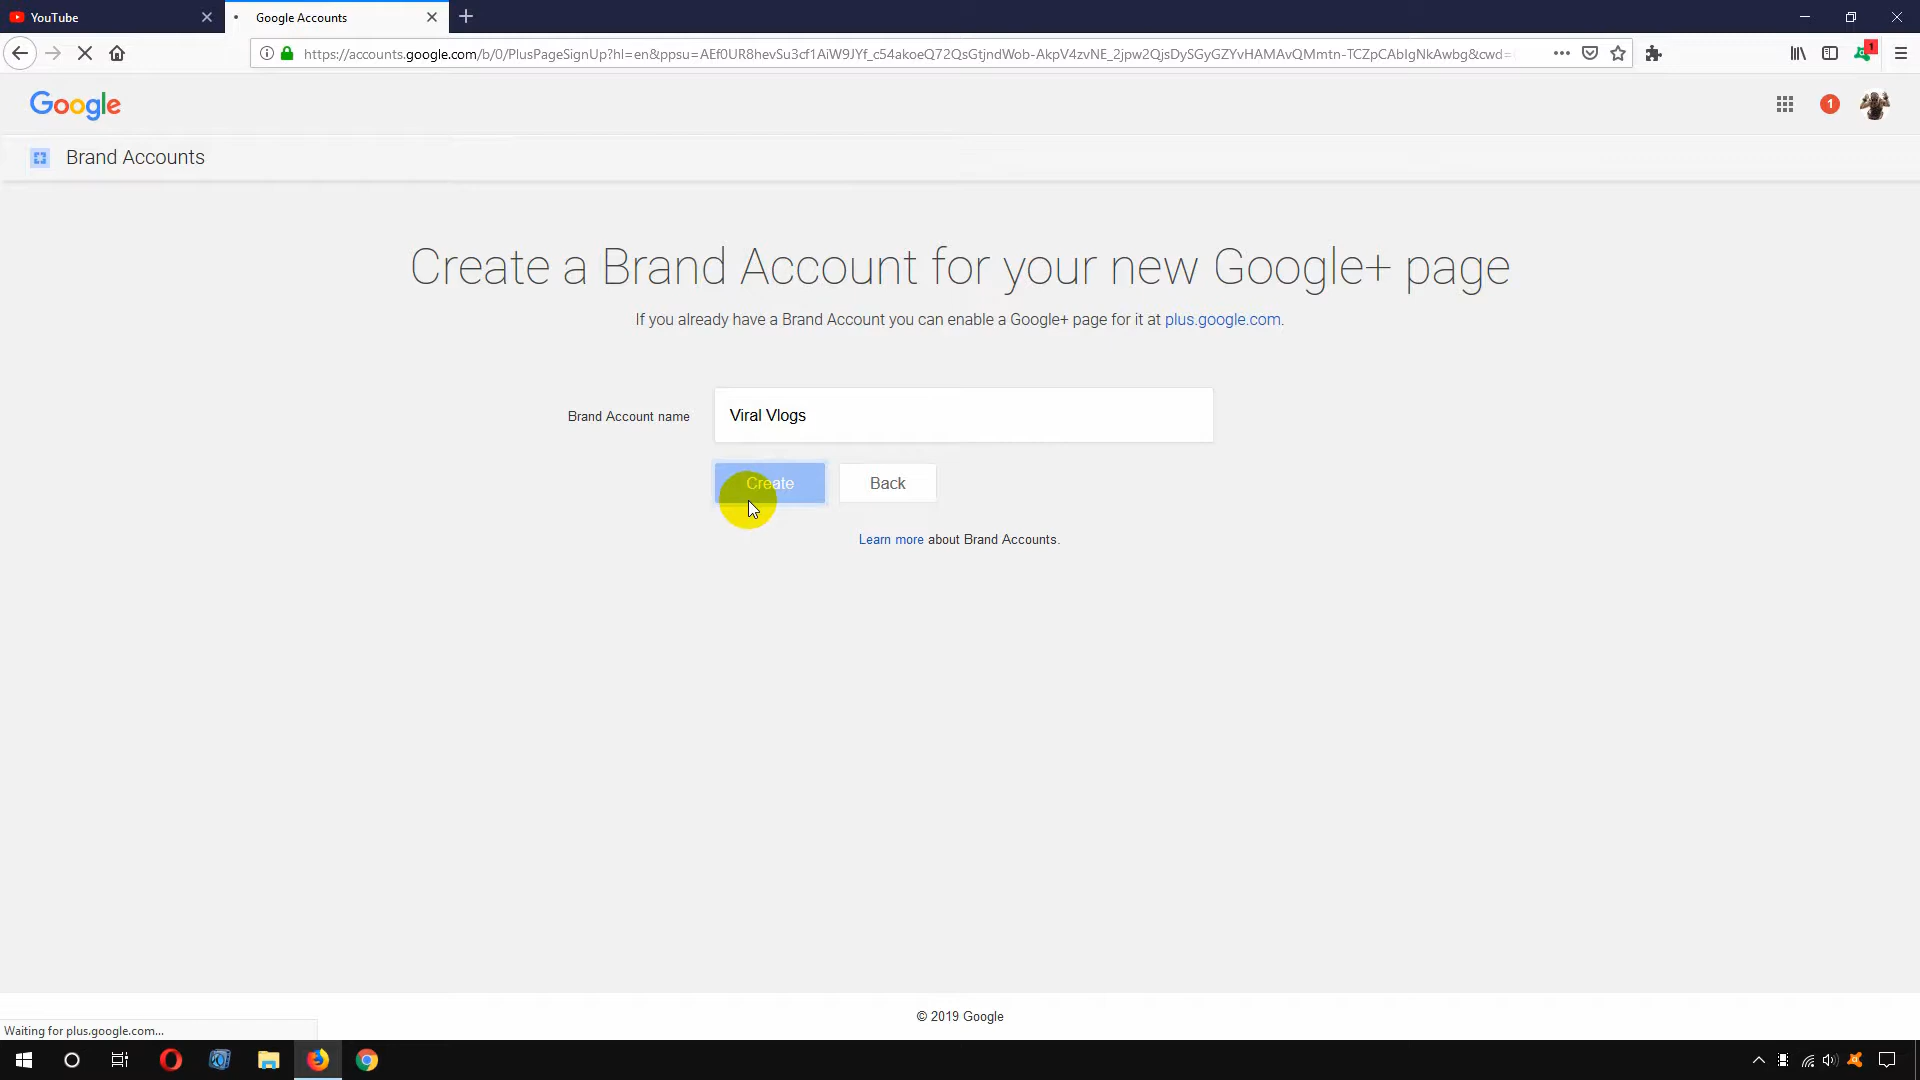 YouTube
Google Accounts
https://accounts.google.com/b/0/PlusPageSignUp?hl=en&ppsu=AEf0UR8hevSu3cf1AiW9JYf_c54akoeQ72QsGtjndWob-AkpV4zvNE_2jpw2QjsDySGyGZYvHAMAvQMmtn-TCZpCAbIgNkAwbg&cwd=
1
Google
1
Brand Accounts
Create a Brand Account for your new Google+ page
If you already have a Brand Account you can enable a Google+ page for it at plus.google.com.
Brand Account name
Viral Vlogs
Create
Back
Learn more about Brand Accounts.
© 2019 Google
Waiting for plus.google.com...